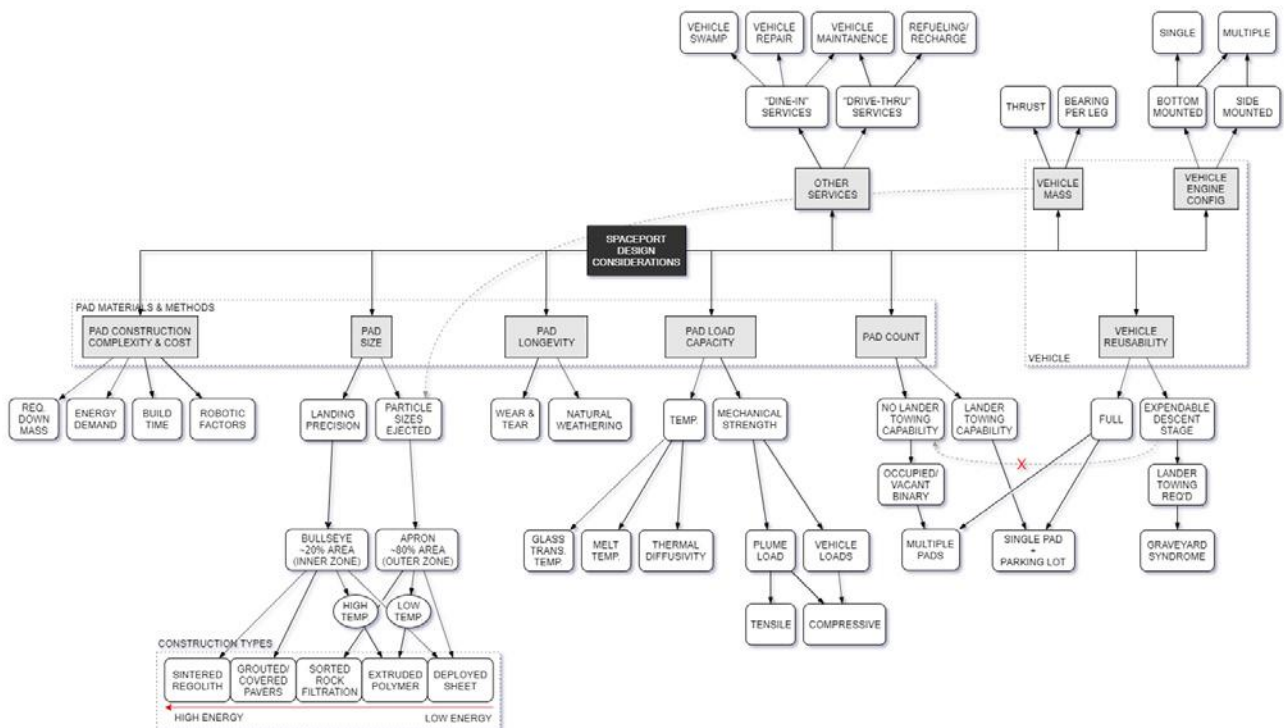 VEHICLE
SWAMP
VEHICLE
REPAIR
VEHICLE
MAINTANENCE
REFUELING/
RECHARGE
SINGLE
MULTIPLE
"DINE-IN"
SERVICES
"DRIVE-THRU"
SERVICES
THRUST
BEARING
PER LEG
BOTTOM
MOUNTED
SIDE
MOUNTED
OTHER
SERVICES
VEHICLE
MASS
VEHICLE
ENGINE
CONFIG
SPACEPORT
DESIGN
CONSIDERATIONS
PAD MATERIALS & METHODS
PAD CONSTRUCTION
COMPLEXITY & COST
PAD
SIZE
PAD
LONGEVITY
PAD LOAD
CAPACITY
PAD COUNT
VEHICLE
REUSABILITY
VEHICLE
REQ.
DOWN
MASS
ENERGY
DEMAND
BUILD
TIME
ROBOTIC
FACTORS
LANDING
PRECISION
PARTICLE
SIZES
EJECTED
WEAR &
TEAR
NATURAL
WEATHERING
TEMP.
MECHANICAL
STRENGTH
NO LANDER
TOWING
CAPABILITY
LANDER
TOWING
CAPABILITY
FULL
EXPENDABLE
DESCENT
STAGE
X
OCCUPIED/
VACANT
BINARY
LANDER
TOWING
REQ'D
BULLSEYE
~20% AREA
(INNER ZONE)
APRON
~80% AREA
(OUTER ZONE)
GLASS
TRANS.
TEMP.
MELT
TEMP.
THERMAL
DIFFUSIVITY
PLUME
LOAD
VEHICLE
LOADS
MULTIPLE
PADS
SINGLE PAD
+
PARKING LOT
GRAVEYARD
SYNDROME
HIGH
TEMP
LOW
TEMP
TENSILE
COMPRESSIVE
CONSTRUCTION TYPES
SINTERED
REGOLITH
GROUTED/
COVERED
PAVERS
SORTED
ROCK
FILTRATION
EXTRUDED
POLYMER
DEPLOYED
SHEET
HIGH ENERGY
LOW ENERGY